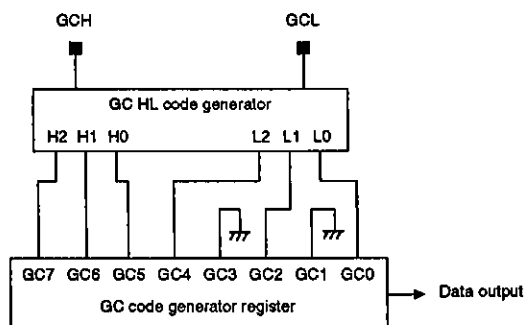 GCH GCL
GC HL code generator
H2 H1 H0 L2 L1 L0
GC7 GC6 GC5 GC4 GC3 GC2 GC1 GC0
GC code generator register
Data output